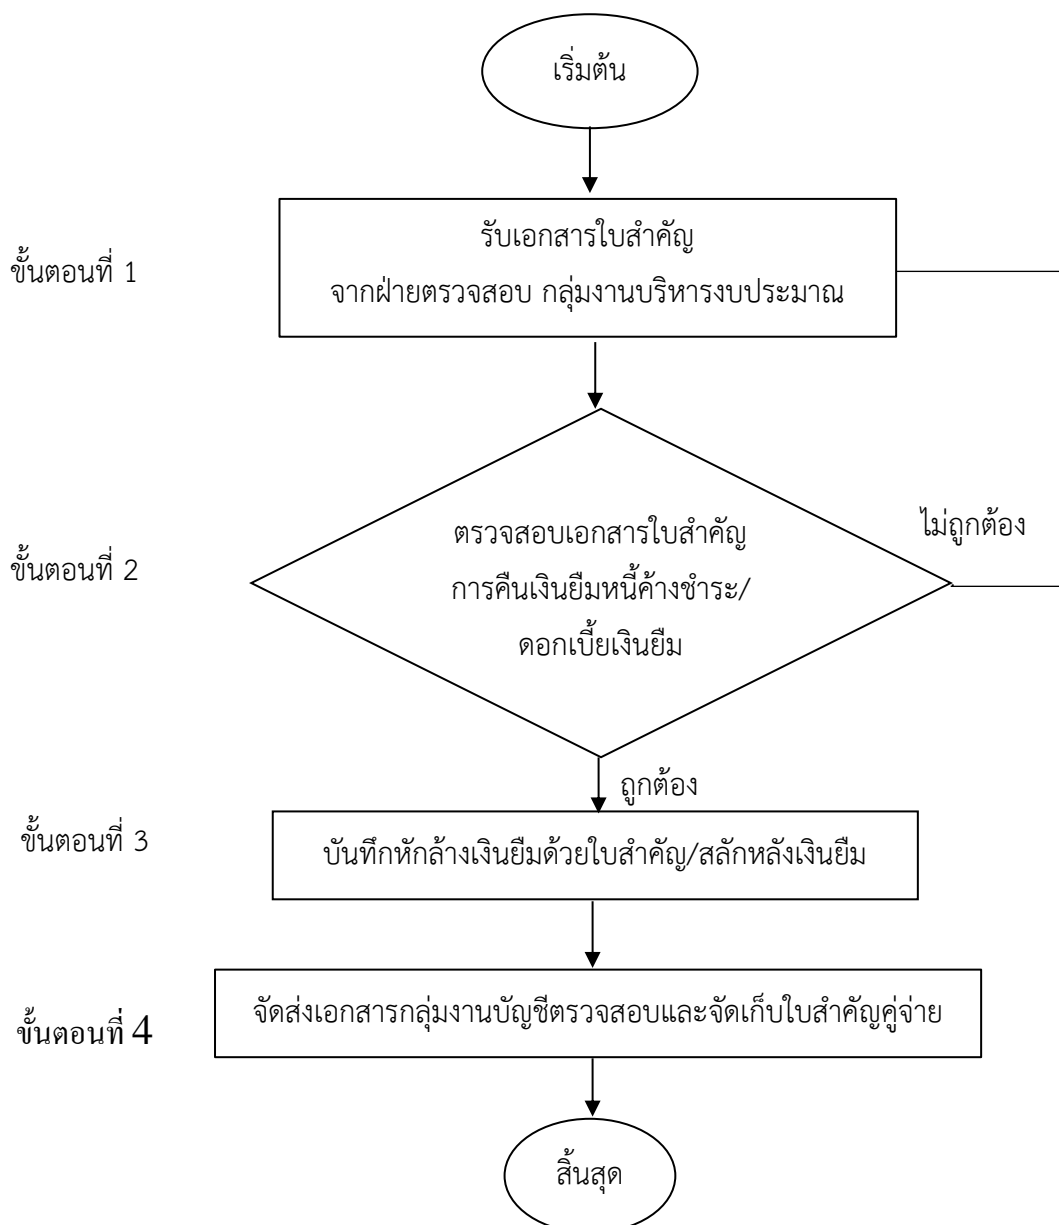 เริ่มต้น
ขั้นตอนที่ 1
รับเอกสารใบสำคัญ
จากฝ่ายตรวจสอบ กลุ่มงานบริหารงบประมาณ
ขั้นตอนที่ 2
ตรวจสอบเอกสารใบสำคัญ
การคืนเงินยืมหนี้ค้างชำระ/
ดอกเบี้ยเงินยืม
ไม่ถูกต้อง
ถูกต้อง
ขั้นตอนที่ 3
บันทึกหักล้างเงินยืมด้วยใบสำคัญ/สลักหลังเงินยืม
ขั้นตอนที่ 4
จัดส่งเอกสารกลุ่มงานบัญชีตรวจสอบและจัดเก็บใบสำคัญคู่จ่าย
สิ้นสุด